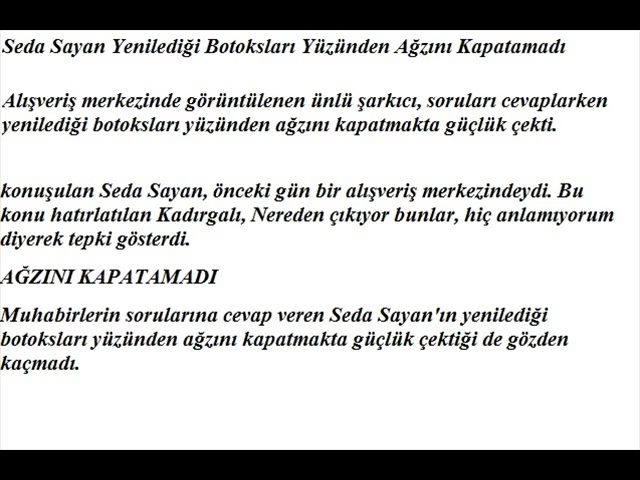 Seda Sayan Yenilediği Botoksları Yüzünden Ağzını Kapatamadı
Alışveriş merkezinde görüntülenen ünlü şarkıcı, soruları cevaplarken
yenilediği botoksları yüzünden ağzını kapatmakta güçlük çekti.
konuşulan Seda Sayan, önceki gün bir alışveriş merkezindeydi. Bu
konu hatırlatılan Kadırgalı, Nereden çıkıyor bunlar, hiç anlamıyorum
diyerek tepki gösterdi.
AĞZINI KAPATAMADI
Muhabirlerin sorularına cevap veren Seda Sayan'ın yenilediği
botoksları yüzünden ağzını kapatmakta güçlük çektiği de gözden
kaçmadı.